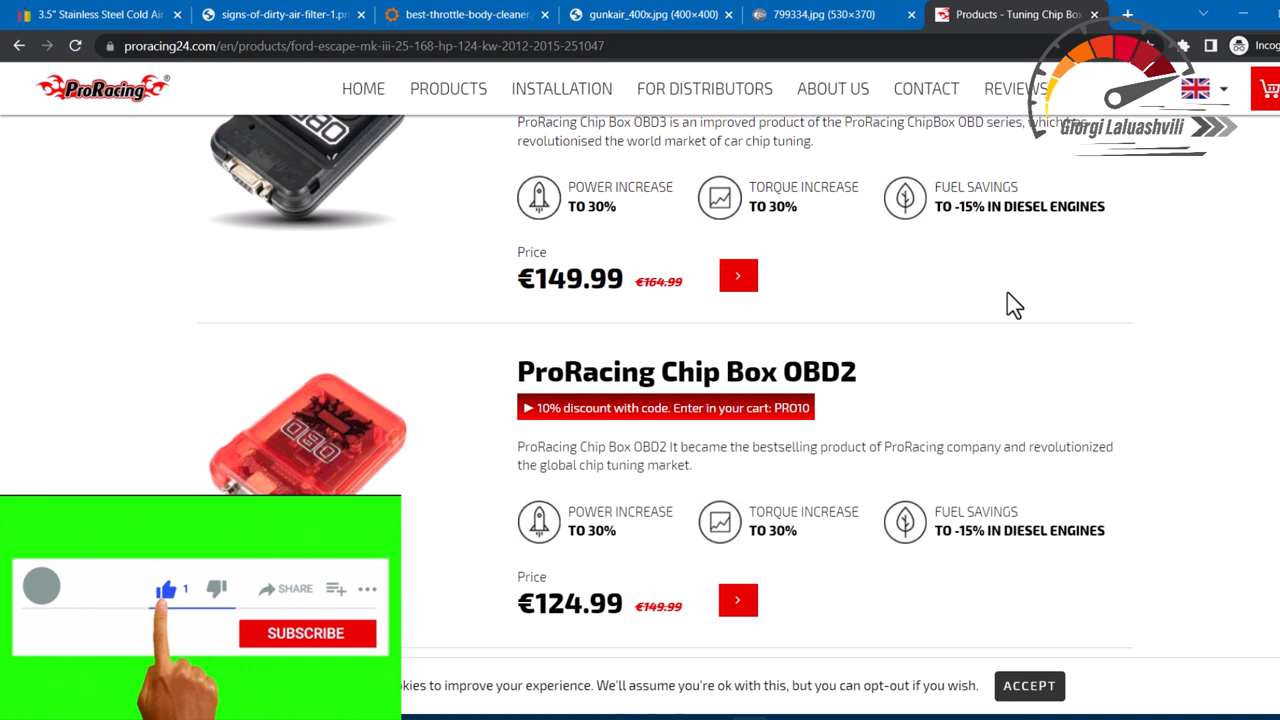 3.5" Stainless Steel Cold Air
signs-of-dirty-air-filter-1.pn
best-throttle-body-cleaner
gunkair_400x.jpg (400×400)
799334.jpg (530×370)
Products - Tuning Chip Box
proracing24.com/en/products/ford-escape-mk-iii-25-168-hp-124-kw-2012-2015-251047
Incog
ProRacing®
HOME
PRODUCTS
INSTALLATION
FOR DISTRIBUTORS
ABOUT US
CONTACT
REVIEWS
Giorgi Laluashvili
ProRacing Chip Box OBD3 is an improved product of the ProRacing ChipBox OBD series, which has
revolutionised the world market of car chip tuning.
POWER INCREASE
TO 30%
TORQUE INCREASE
TO 30%
FUEL SAVINGS
TO -15% IN DIESEL ENGINES
Price
€149.99 €164.99
ProRacing Chip Box OBD2
► 10% discount with code. Enter in your cart: PRO10
ProRacing Chip Box OBD2 It became the bestselling product of ProRacing company and revolutionized
the global chip tuning market.
POWER INCREASE
TO 30%
TORQUE INCREASE
TO 30%
FUEL SAVINGS
TO -15% IN DIESEL ENGINES
Price
€124.99 €149.99
1
SHARE
SUBSCRIBE
kies to improve your experience. We'll assume you're ok with this, but you can opt-out if you wish.
ACCEPT